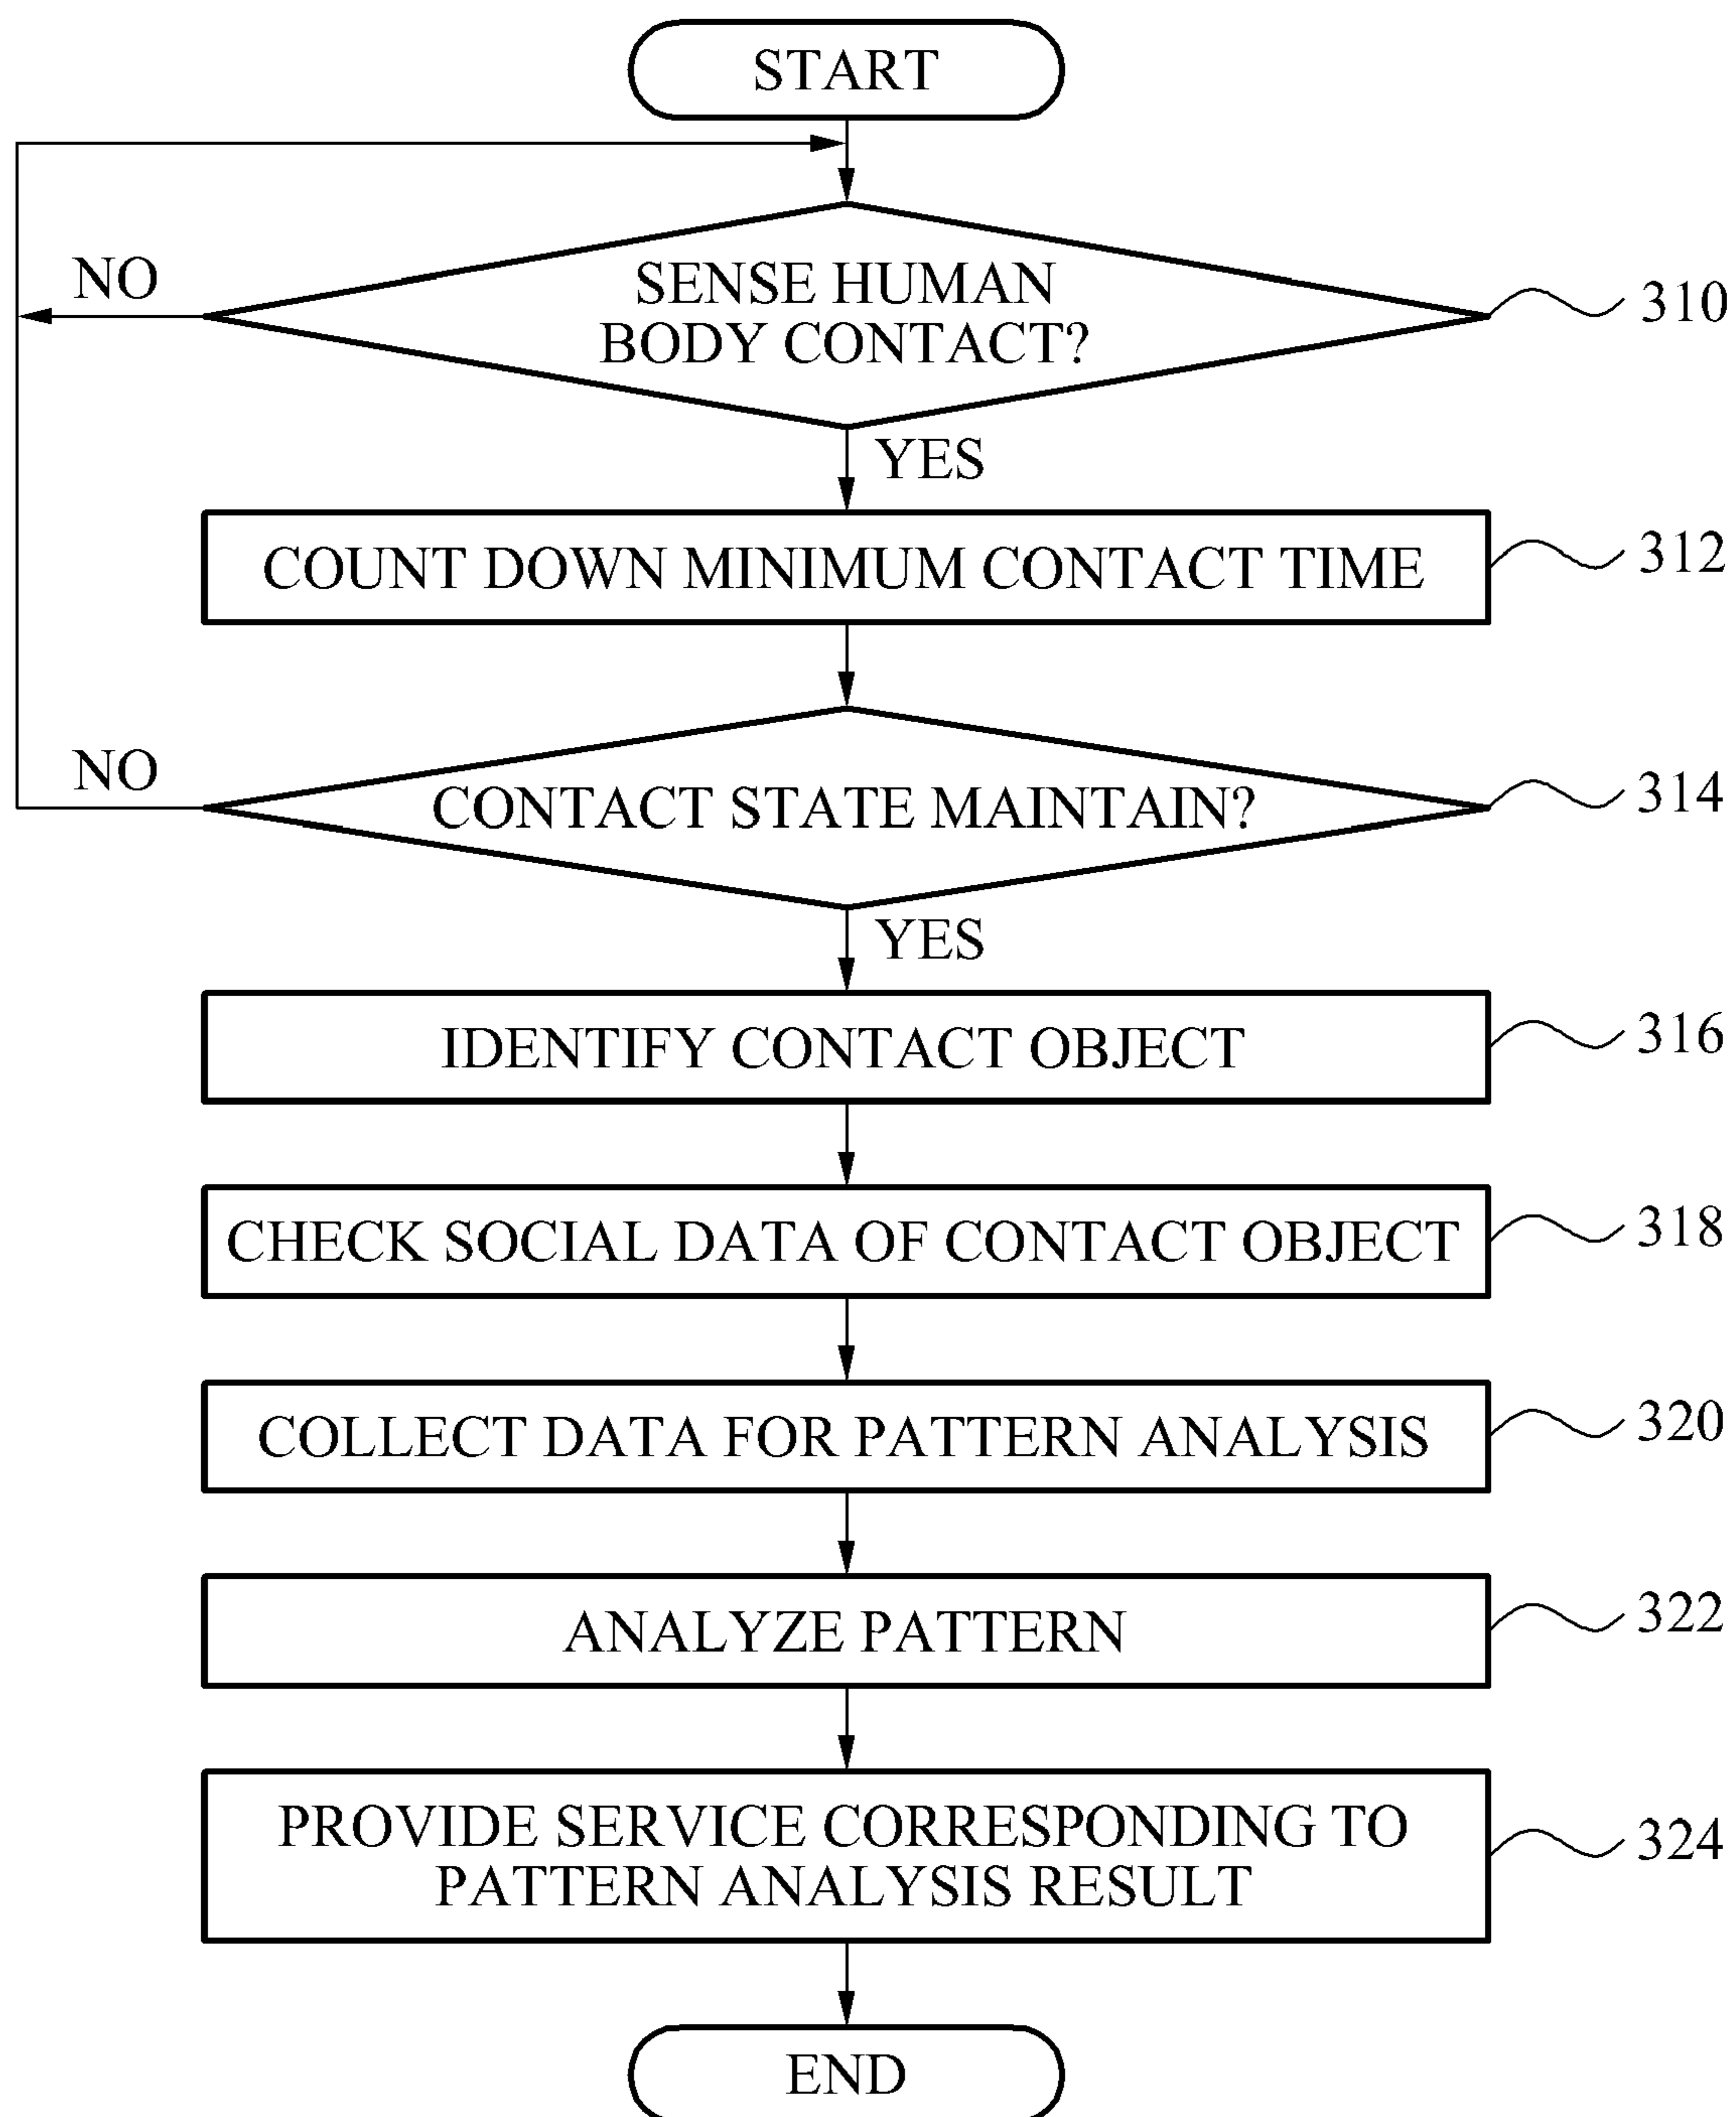 START
NO
SENSE HUMAN
BODY CONTACT?
310
YES
COUNT DOWN MINIMUM CONTACT TIME
312
NO
CONTACT STATE MAINTAIN?
314
YES
IDENTIFY CONTACT OBJECT
316
CHECK SOCIAL DATA OF CONTACT OBJECT
318
COLLECT DATA FOR PATTERN ANALYSIS
320
ANALYZE PATTERN
322
PROVIDE SERVICE CORRESPONDING TO
PATTERN ANALYSIS RESULT
324
END